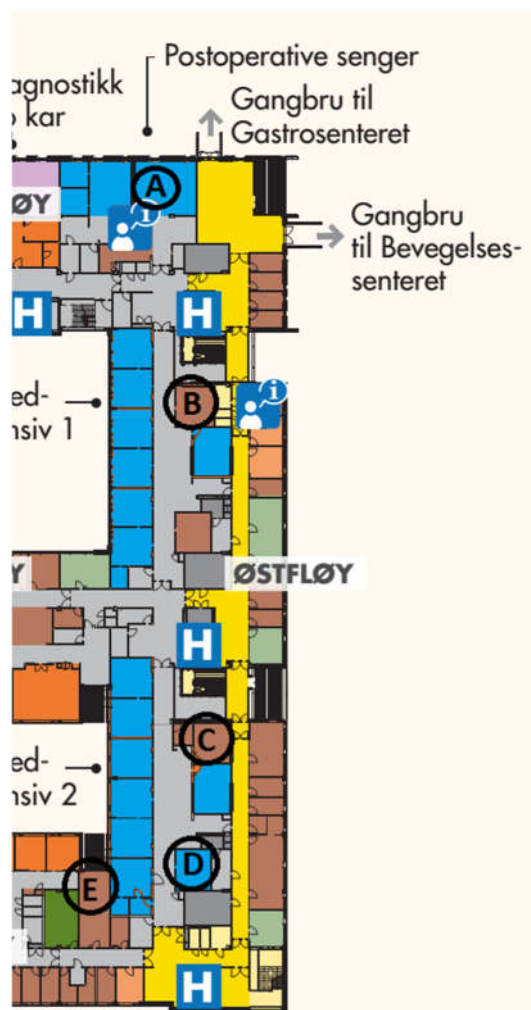 Postoperative senger
agnostikk
kar
Gangbru til
Gastrosenteret
A
ØY
i
Gangbru
til Bevegelses-
senteret
H
H
ed-
nsiv 1
B
i
Y
ØSTFLØY
H
C
ed-
nsiv 2
D
E
H